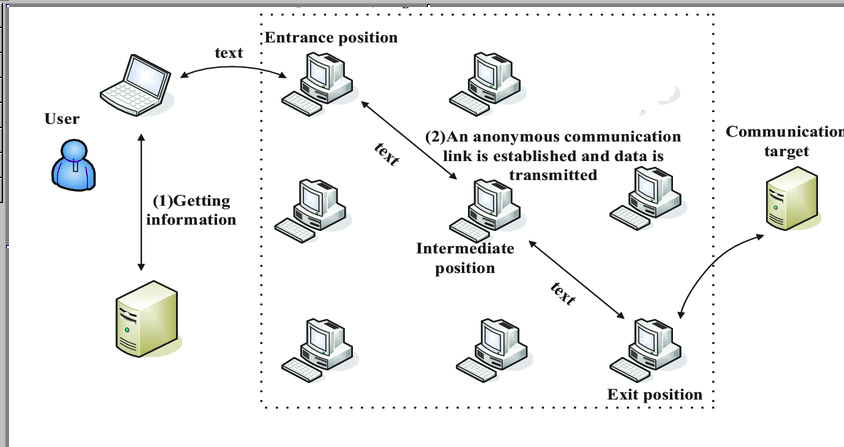 Entrance position
text
User
(2)An anonymous communication
link is established and data is
transmitted
text
Communication
target
(1)Getting
information
Intermediate
position
text
Exit position